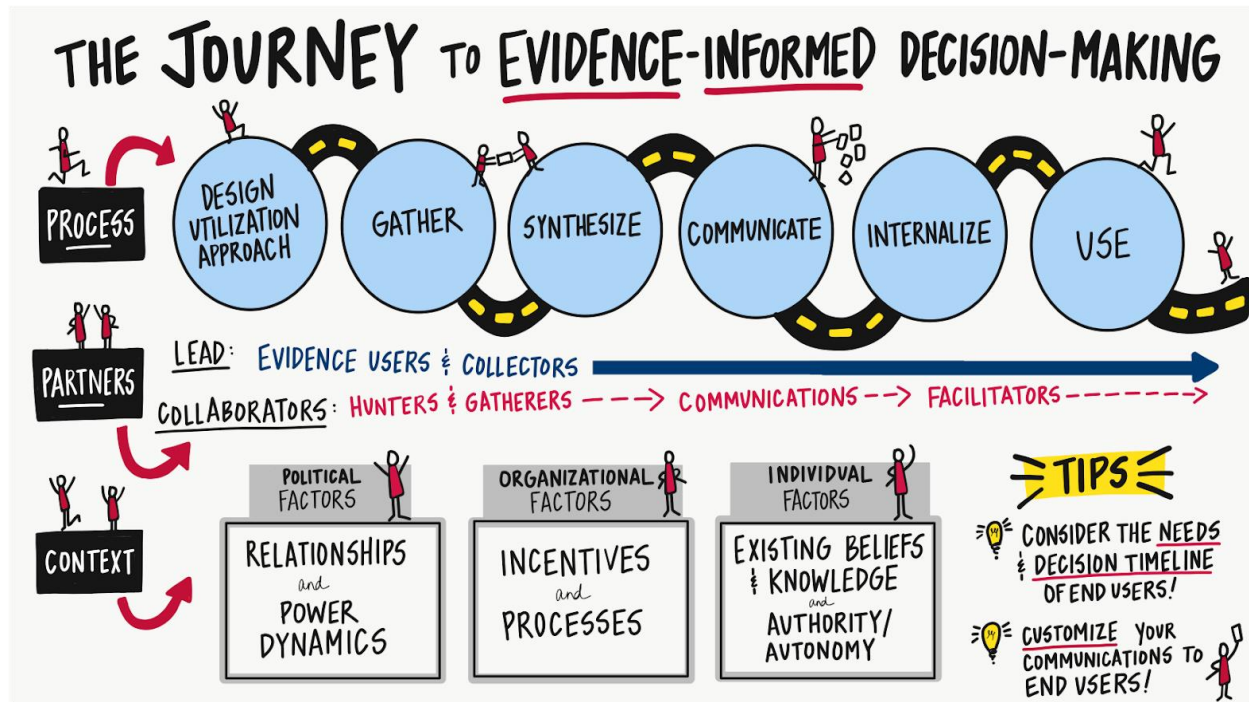 THE JOURNEY TO EVIDENCE-INFORMED DECISION-MAKING
PROCESS
DESIGN
UTILIZATION
APPROACH
GATHER
SYNTHESIZE
COMMUNICATE
INTERNALIZE
USE
PARTNERS
LEAD: EVIDENCE USERS & COLLECTORS
COLLABORATORS: HUNTERS & GATHERERS COMMUNICATIONS FACILITATORS
CONTEXT
POLITICAL
FACTORS
RELATIONSHIPS
and
POWER
DYNAMICS
ORGANIZATIONAL
FACTORS
INCENTIVES
and
PROCESSES
INDIVIDUAL
FACTORS
EXISTING BELIEFS
& KNOWLEDGE
and
AUTHORITY/
AUTONOMY
TIPS
CONSIDER THE NEEDS
& DECISION TIMELINE
OF END USERS!
CUSTOMIZE YOUR
COMMUNICATIONS TO
END USERS!